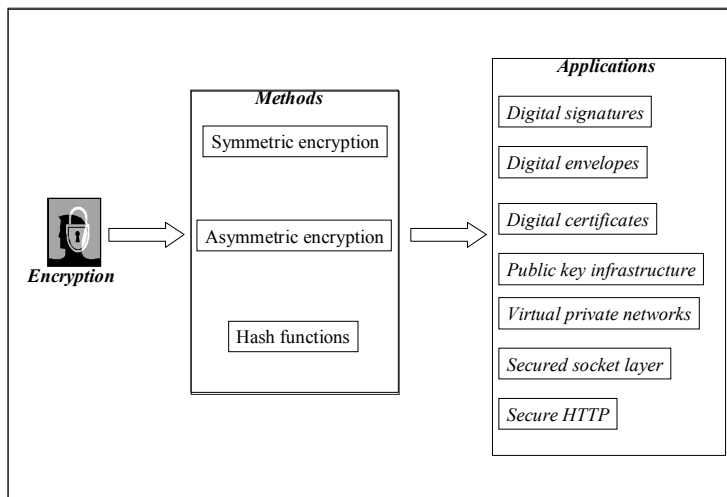 Encryption
Methods
Symmetric encryption
Asymmetric encryption
Hash functions
Applications
Digital signatures
Digital envelopes
Digital certificates
Public key infrastructure
Virtual private networks
Secured socket layer
Secure HTTP